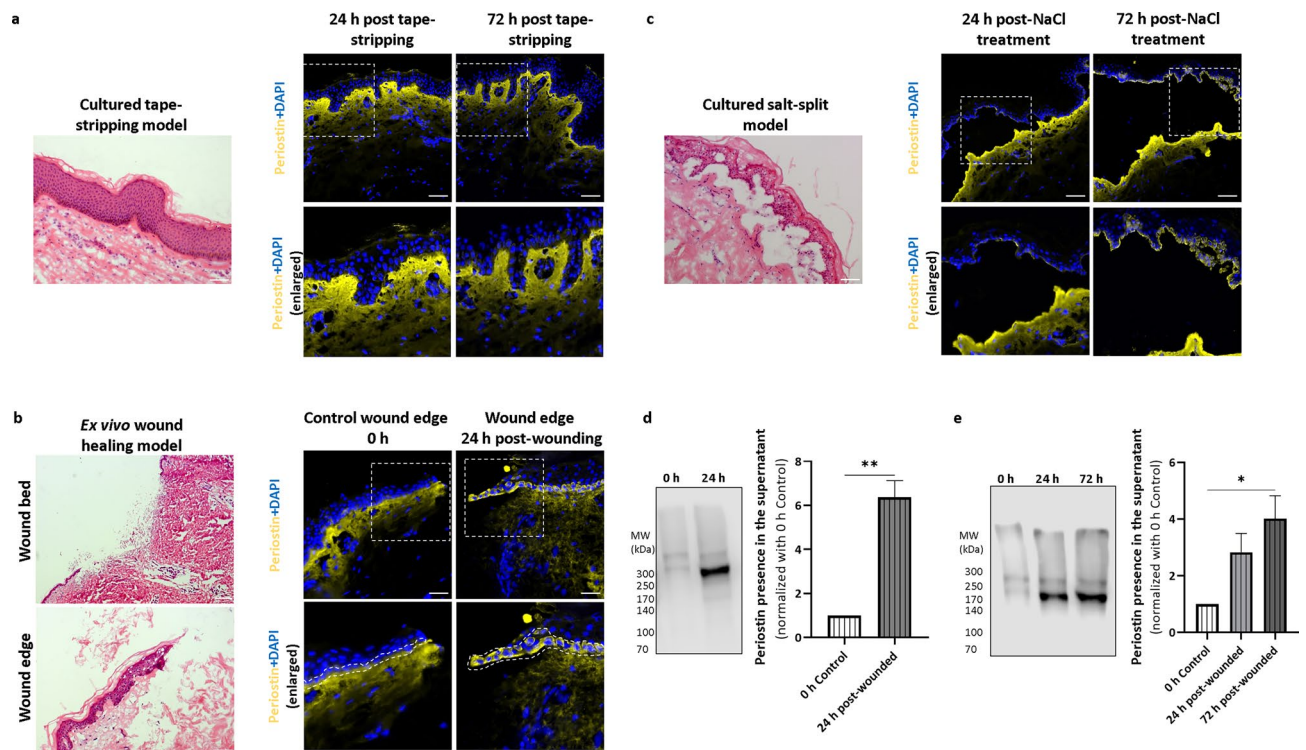 a
24 h post tape-
stripping
72 h post tape-
stripping
Cultured tape-
stripping model
Periostin+DAPI
Periostin+DAPI
(enlarged)
c
24 h post-NaCl
treatment
72 h post-NaCl
treatment
Cultured salt-split
model
Periostin+DAPI
Periostin+DAPI
(enlarged)
b
Ex vivo wound
healing model
Wound bed
Wound edge
Control wound edge
0 h
Wound edge
24 h post-wounding
Periostin+DAPI
Periostin+DAPI
(enlarged)
d
0 h 24 h
MW
(kDa)
300
250
170
140
100
70
Periostin presence in the supernatant
(normalized with 0 h Control)
8
6
4
2
0
**
0 h Control
24 h post-wounded
e
0 h 24 h 72 h
MW
(kDa)
300
250
170
140
100
70
Periostin presence in the supernatant
(normalized with 0 h Control)
6
4
2
0
*
0 h Control
24 h post-wounded
72 h post-wounded